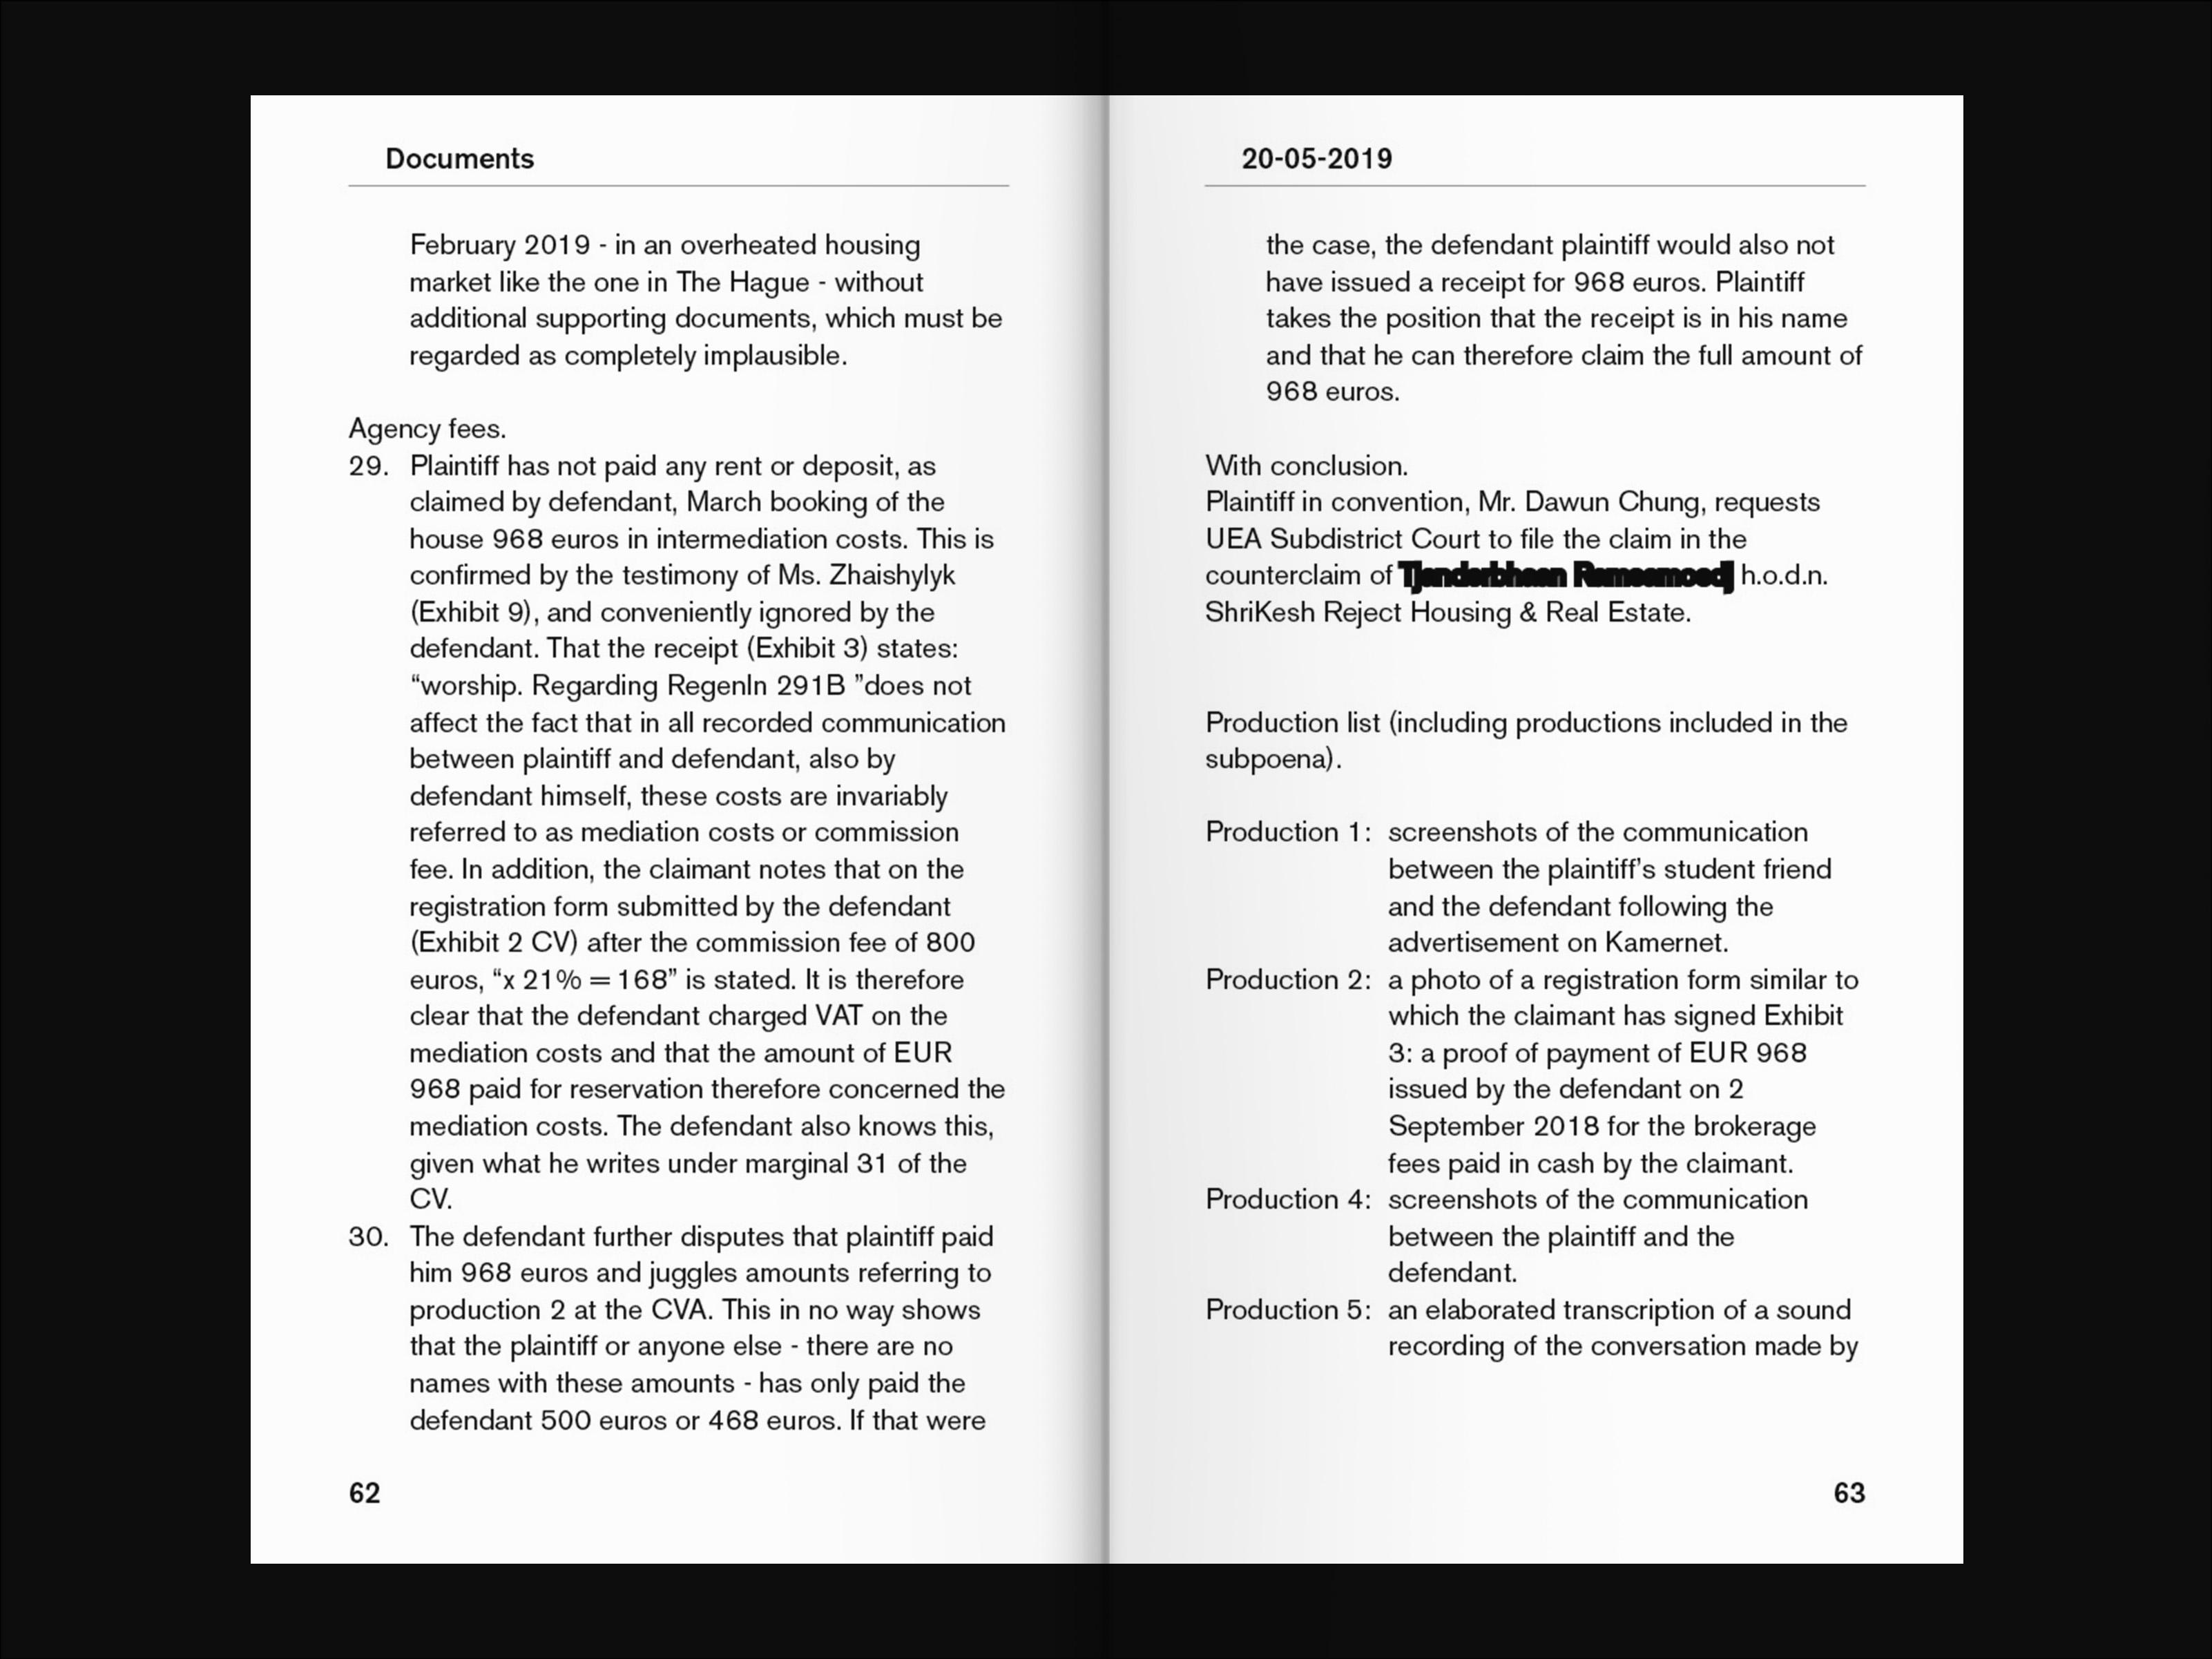 Documents
February 2019 - in an overheated housing
market like the one in The Hague - without
additional supporting documents, which must be
regarded as completely implausible.
Agency fees.
29. Plaintiff has not paid any rent or deposit, as
claimed by defendant, March booking of the
house 968 euros in intermediation costs. This is
confirmed by the testimony of Ms. Zhaishylyk
(Exhibit 9), and conveniently ignored by the
defendant. That the receipt (Exhibit 3) states:
“worship. Regarding RegenIn 291B ”does not
affect the fact that in all recorded communication
between plaintiff and defendant, also by
defendant himself, these costs are invariably
referred to as mediation costs or commission
fee. In addition, the claimant notes that on the
registration form submitted by the defendant
(Exhibit 2 CV) after the commission fee of 800
euros, “x 21% = 168” is stated. It is therefore
clear that the defendant charged VAT on the
mediation costs and that the amount of EUR
968 paid for reservation therefore concerned the
mediation costs. The defendant also knows this,
given what he writes under marginal 31 of the
CV.
30. The defendant further disputes that plaintiff paid
him 968 euros and juggles amounts referring to
production 2 at the CVA. This in no way shows
that the plaintiff or anyone else - there are no
names with these amounts - has only paid the
defendant 500 euros or 468 euros. If that were
62
20-05-2019
the case, the defendant plaintiff would also not
have issued a receipt for 968 euros. Plaintiff
takes the position that the receipt is in his name
and that he can therefore claim the full amount of
968 euros.
With conclusion.
Plaintiff in convention, Mr. Dawun Chung, requests
UEA Subdistrict Court to file the claim in the
counterclaim of h.o.d.n.
ShriKesh Reject Housing & Real Estate.
Production list (including productions included in the
subpoena).
Production 1: screenshots of the communication
between the plaintiff’s student friend
and the defendant following the
advertisement on Kamernet.
Production 2: a photo of a registration form similar to
which the claimant has signed Exhibit
3: a proof of payment of EUR 968
issued by the defendant on 2
September 2018 for the brokerage
fees paid in cash by the claimant.
Production 4: screenshots of the communication
between the plaintiff and the
defendant.
Production 5: an elaborated transcription of a sound
recording of the conversation made by
63